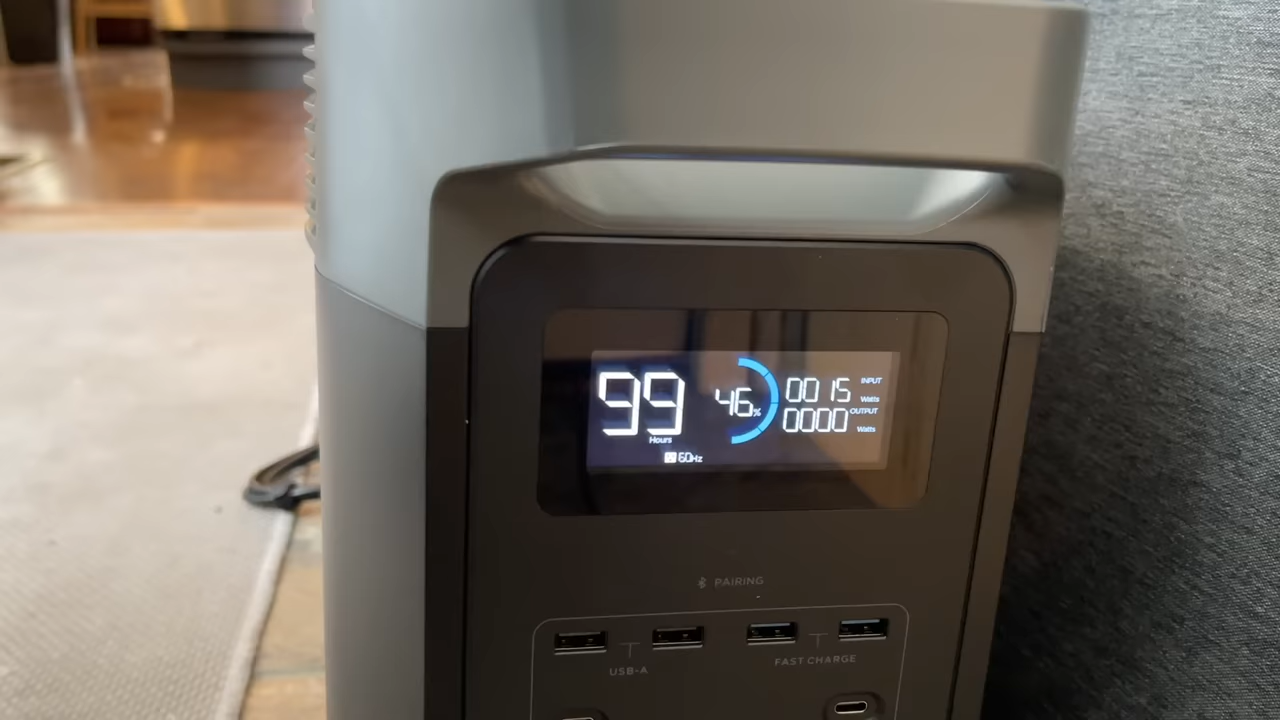 99 Hours
46%
0015 INPUT Watts
0000 OUTPUT Watts
60Hz
PAIRING
USB-A
FAST CHARGE